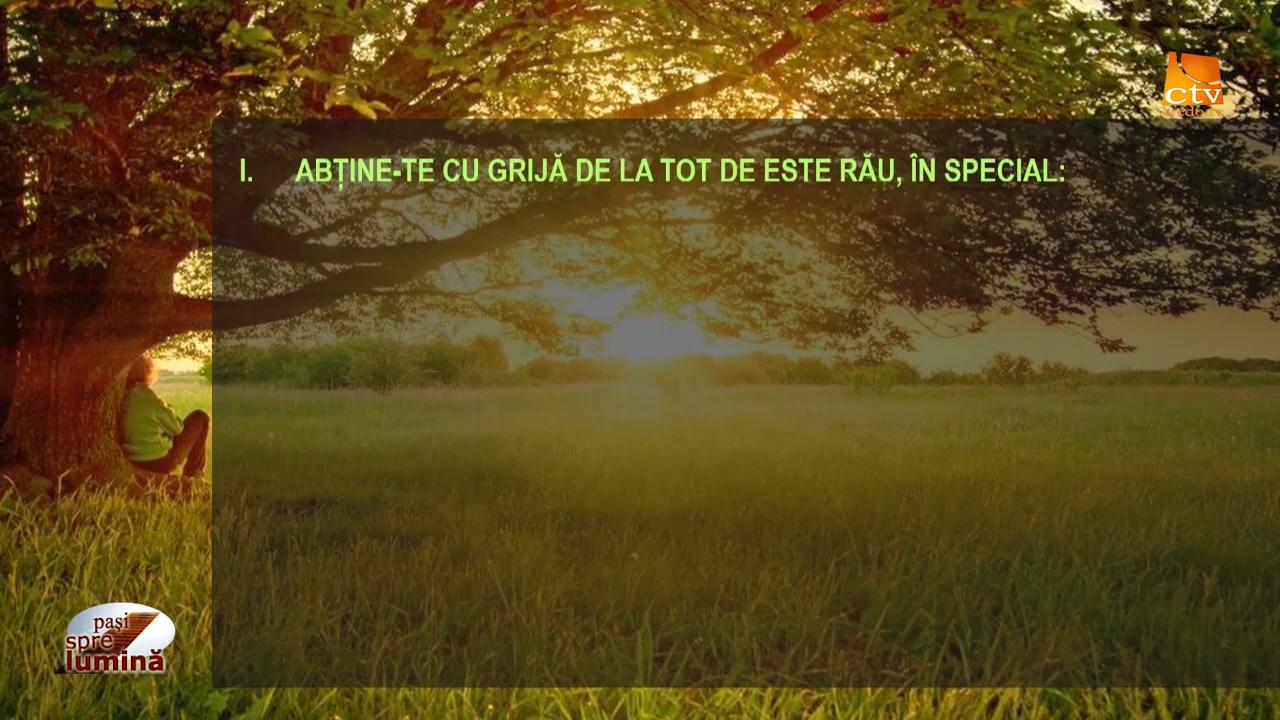 ctv
I. ABȚINE-TE CU GRIJĂ DE LA TOT DE ESTE RĂU, ÎN SPECIAL:
pași
spre
lumină